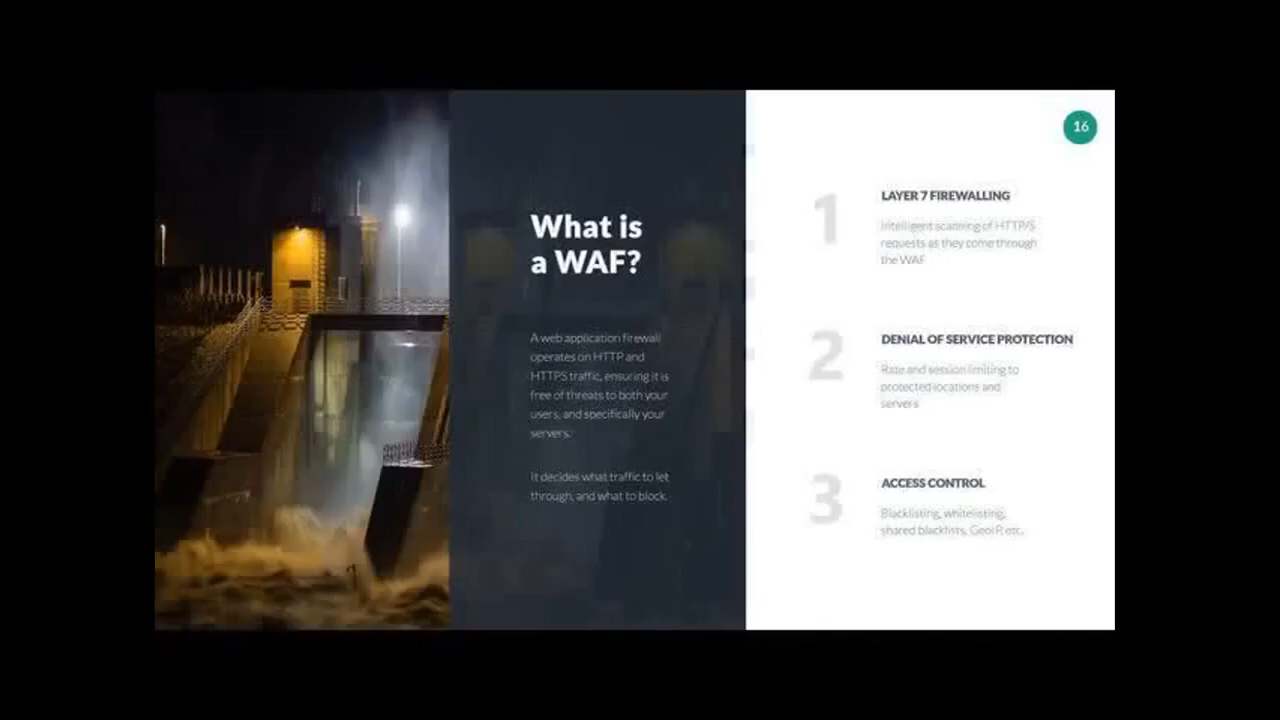 What is
a WAF?
A web application firewall
operates on HTTP and
HTTPS traffic, ensuring it is
free of threats to both your
users, and specifically your
servers.
It decides what traffic to let
through, and what to block.
16
1
LAYER 7 FIREWALLING
Intelligent scanning of HTTP/S
requests as they come through
the WAF
2
DENIAL OF SERVICE PROTECTION
Rate and session limiting to
protected locations and
servers
3
ACCESS CONTROL
Blacklisting, whitelisting,
shared blacklists, GeoIP, etc.